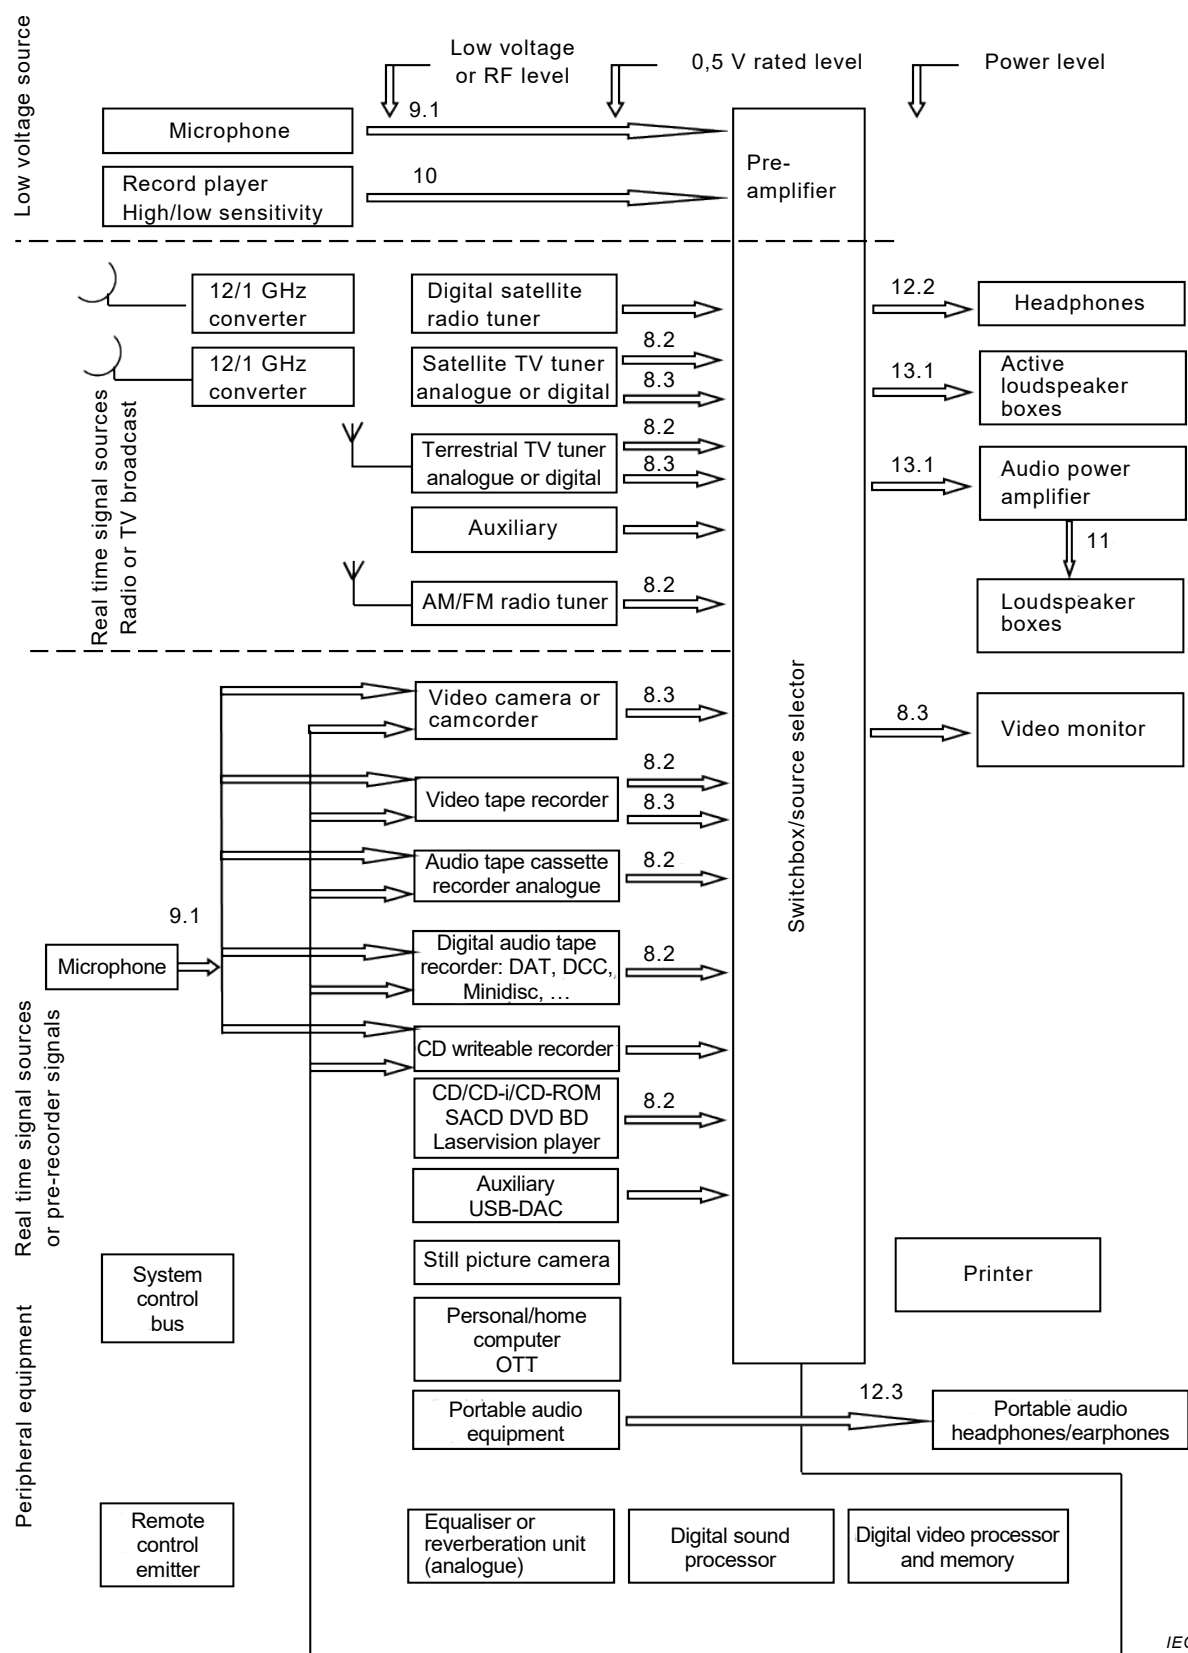 Low voltage source
Low voltage
or RF level
0,5 V rated level
Power level
Microphone
9.1
Record player
High/low sensitivity
10
Pre-
amplifier
Real time signal sources
Radio or TV broadcast
12/1 GHz
converter
Digital satellite
radio tuner
12.2
Headphones
12/1 GHz
converter
Satellite TV tuner
analogue or digital
8.2
8.3
13.1
Active
loudspeaker
boxes
Terrestrial TV tuner
analogue or digital
8.2
8.3
13.1
Audio power
amplifier
Auxiliary
11
AM/FM radio tuner
8.2
Loudspeaker
boxes
Switchbox/source selector
Video camera or
camcorder
8.3
8.3
Video monitor
Video tape recorder
8.2
8.3
Audio tape cassette
recorder analogue
8.2
9.1
Microphone
Digital audio tape
recorder: DAT, DCC,
Minidisc, …
8.2
Real time signal sources
or pre-recorder signals
CD writeable recorder
CD/CD-i/CD-ROM
SACD DVD BD
Laservision player
8.2
Auxiliary
USB-DAC
Still picture camera
Printer
System
control
bus
Peripheral equipment
Personal/home
computer
OTT
Portable audio
equipment
12.3
Portable audio
headphones/earphones
Remote
control
emitter
Equaliser or
reverberation unit
(analogue)
Digital sound
processor
Digital video processor
and memory
IEC